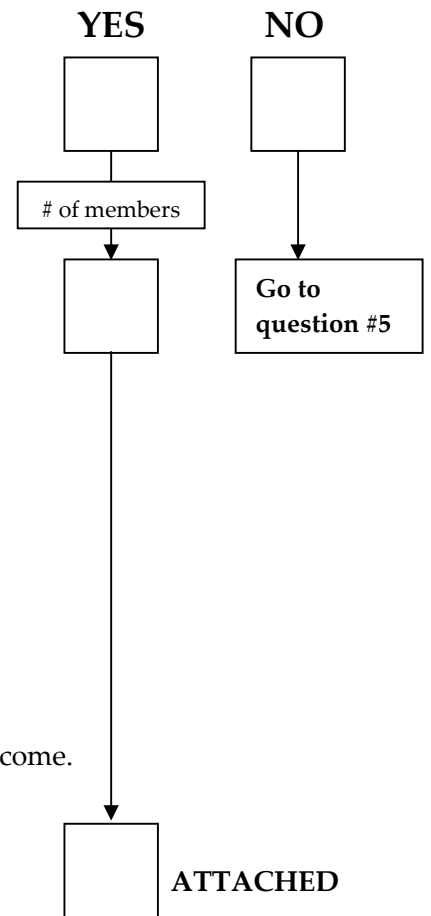 YES NO
# of members
Go to
question #5
come.
ATTACHED